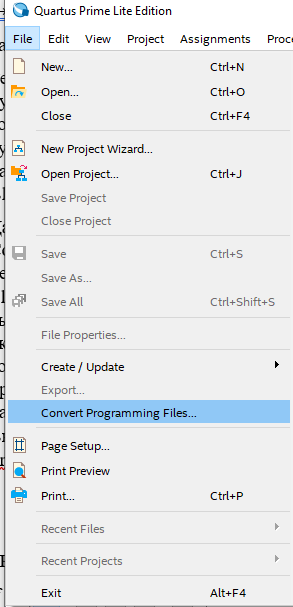 Quartus Prime Lite Edition
File Edit View Project Assignments
New... Ctrl+N
Open... Ctrl+O
Close Ctrl+F4
New Project Wizard...
Open Project... Ctrl+J
Save Project
Close Project
Save Ctrl+S
Save As...
Save All Ctrl+Shift+S
File Properties...
Create / Update
Export...
Convert Programming Files...
Page Setup...
Print Preview
Print... Ctrl+P
Recent Files
Recent Projects
Exit Alt+F4